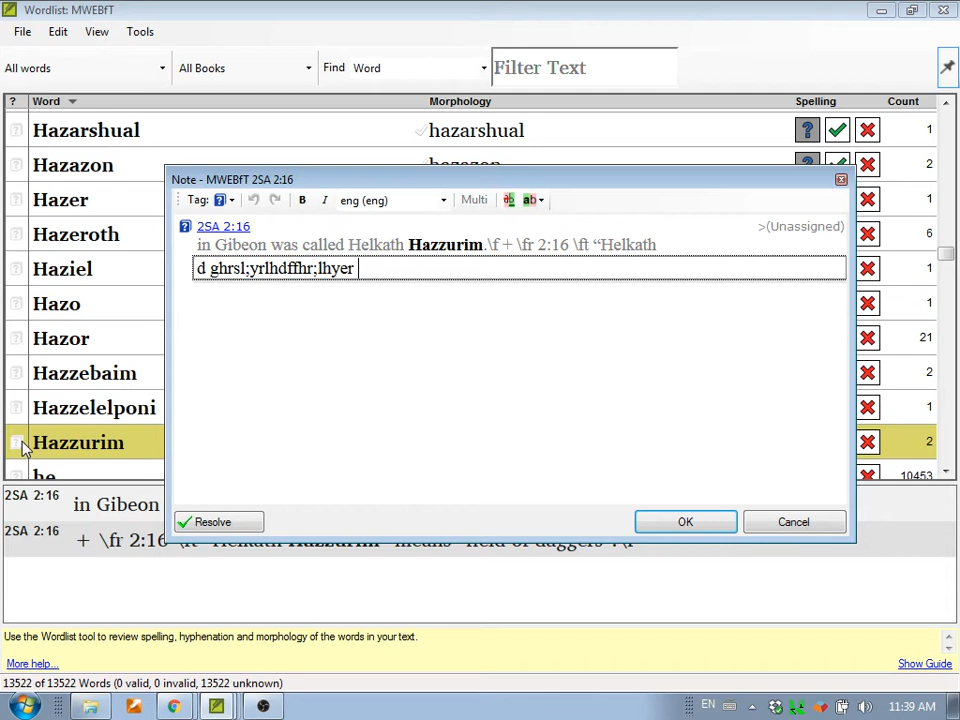 Wordlist: MWEBfT
File Edit View Tools
All words All Books Find Word Filter Text
? Word Morphology Spelling Count
Hazarshual hazarshual 1
Hazazon hazazon 2
Hazer 1
Hazeroth 6
Haziel 1
Hazo 1
Hazor 21
Hazzebaim 2
Hazzelelponi 1
Hazzurim 2
he 10453
Note - MWEBfT 2SA 2:16
Tag: B I eng (eng) Multi ab ab
2SA 2:16 >(Unassigned)
in Gibeon was called Helkath Hazzurim.\f + \fr 2:16 \ft “Helkath
d ghrsl;yrlhdffhr;lhyer
Resolve OK Cancel
2SA 2:16 in Gibeon
2SA 2:16 + \fr 2:16
Use the Wordlist tool to review spelling, hyphenation and morphology of the words in your text.
More help... Show Guide
13522 of 13522 Words (0 valid, 0 invalid, 13522 unknown)
EN 11:39 AM